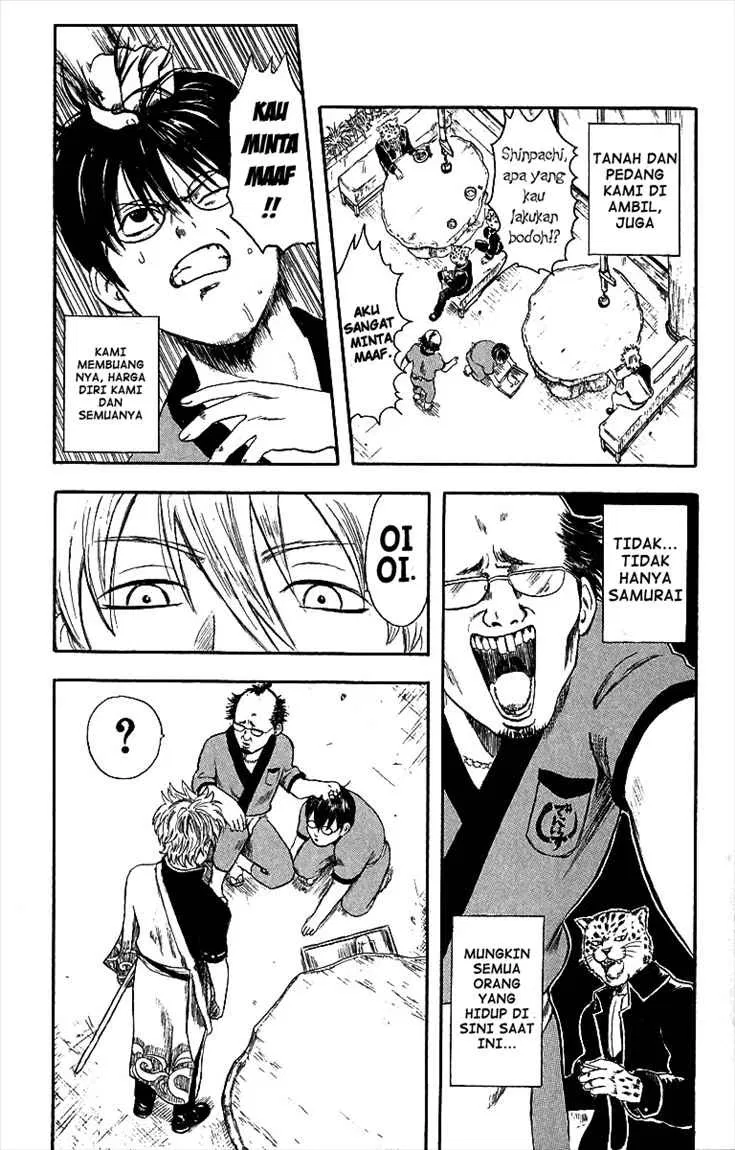 TANAH DAN
PEDANG
KAMI DI
AMBIL,
JUGA
Shinpachi,
apa yang
kau
lakukan
bodoh!?
AKU
SANGAT
MINTA
MAAF.
KAU
MINTA
MAAF
!!
KAMI
MEMBUANG
NYA, HARGA
DIRI KAMI
DAN
SEMUANYA
TIDAK...
TIDAK
HANYA
SAMURAI
MUNGKIN
SEMUA
ORANG
YANG
HIDUP DI
SINI SAAT
INI...
OI
OI.
?